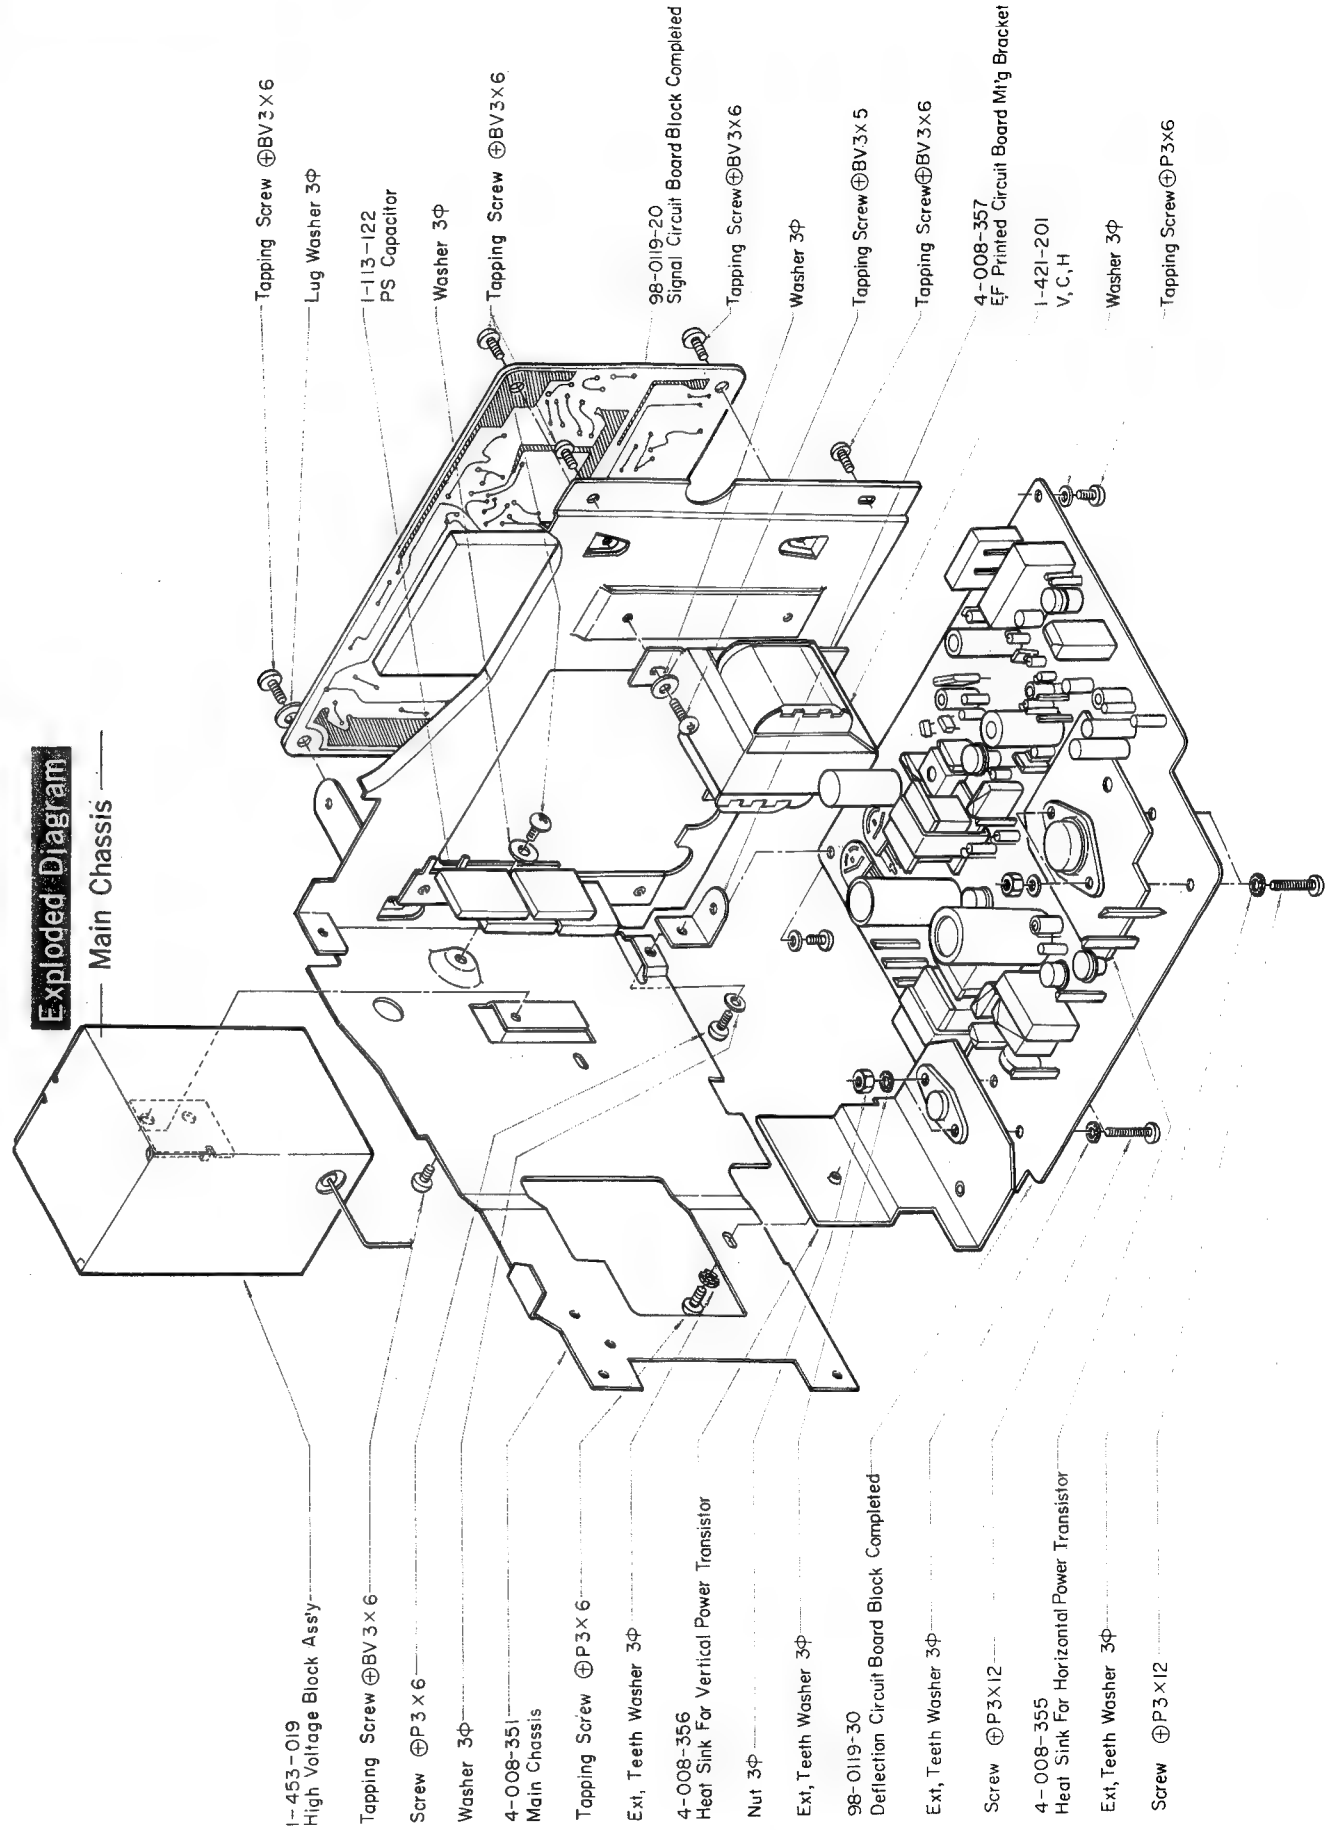 Exploded Diagram
Main Chassis
1-453-019
High Voltage Block Ass'y
Tapping Screw ⊕BV 3×6
Screw ⊕P3×6
Washer 3ϕ
4-008-351
Main Chassis
Tapping Screw ⊕P3×6
Ext, Teeth Washer 3ϕ
4-008-356
Heat Sink For Vertical Power Transistor
Nut 3ϕ
Ext, Teeth Washer 3ϕ
98-0119-30
Deflection Circuit Board Block Completed
Ext, Teeth Washer 3ϕ
Screw ⊕P3×12
4-008-355
Heat Sink For Horizontal Power Transistor
Ext, Teeth Washer 3ϕ
Screw ⊕P3×12
Tapping Screw ⊕BV3×6
Lug Washer 3ϕ
1-113-122
PS Capacitor
Washer 3ϕ
Tapping Screw ⊕BV3×6
98-0119-20
Signal Circuit Board Block Completed
Tapping Screw⊕BV3×6
Washer 3ϕ
Tapping Screw⊕BV3×5
Tapping Screw⊕BV3×6
4-008-357
EF Printed Circuit Board Mt'g Bracket
1-421-201
V, C, H
Washer 3ϕ
Tapping Screw⊕P3×6